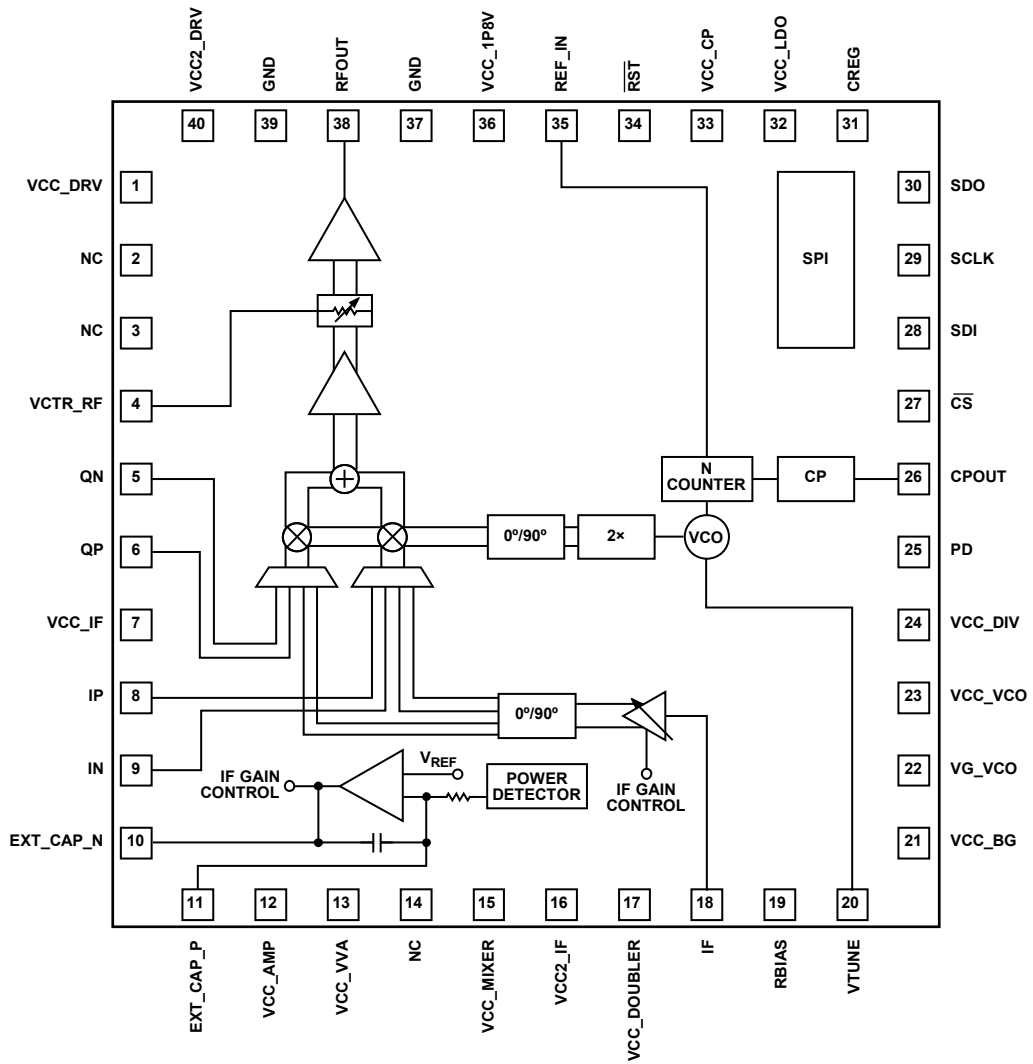 VCC2_DRV
GND
RFOUT
GND
VCC_1P8V
REF_IN
R̅S̅T̅
VCC_CP
VCC_LDO
CREG
40
39
38
37
36
35
34
33
32
31
VCC_DRV 1
NC 2
NC 3
VCTR_RF 4
QN 5
QP 6
VCC_IF 7
IP 8
IN 9
EXT_CAP_N 10
30 SDO
29 SCLK
28 SDI
27 C̅S̅
26 CPOUT
25 PD
24 VCC_DIV
23 VCC_VCO
22 VG_VCO
21 VCC_BG
SPI
N
COUNTER
CP
0º/90º
2×
VCO
0º/90º
VREF
IF GAIN
CONTROL
POWER
DETECTOR
IF GAIN
CONTROL
11
12
13
14
15
16
17
18
19
20
EXT_CAP_P
VCC_AMP
VCC_VVA
NC
VCC_MIXER
VCC2_IF
VCC_DOUBLER
IF
RBIAS
VTUNE